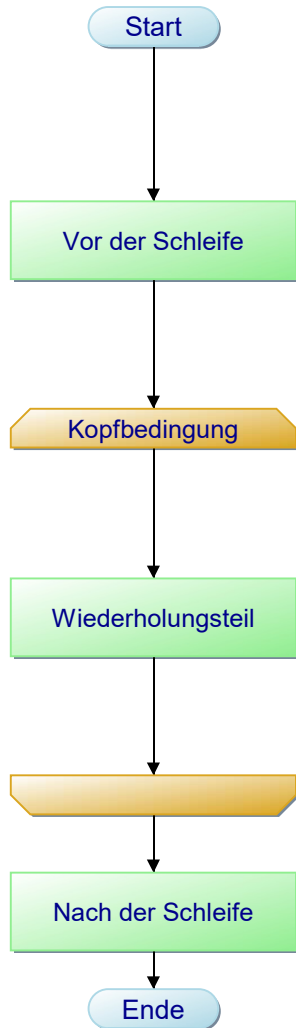 Start
Vor der Schleife
Kopfbedingung
Wiederholungsteil
Nach der Schleife
Ende